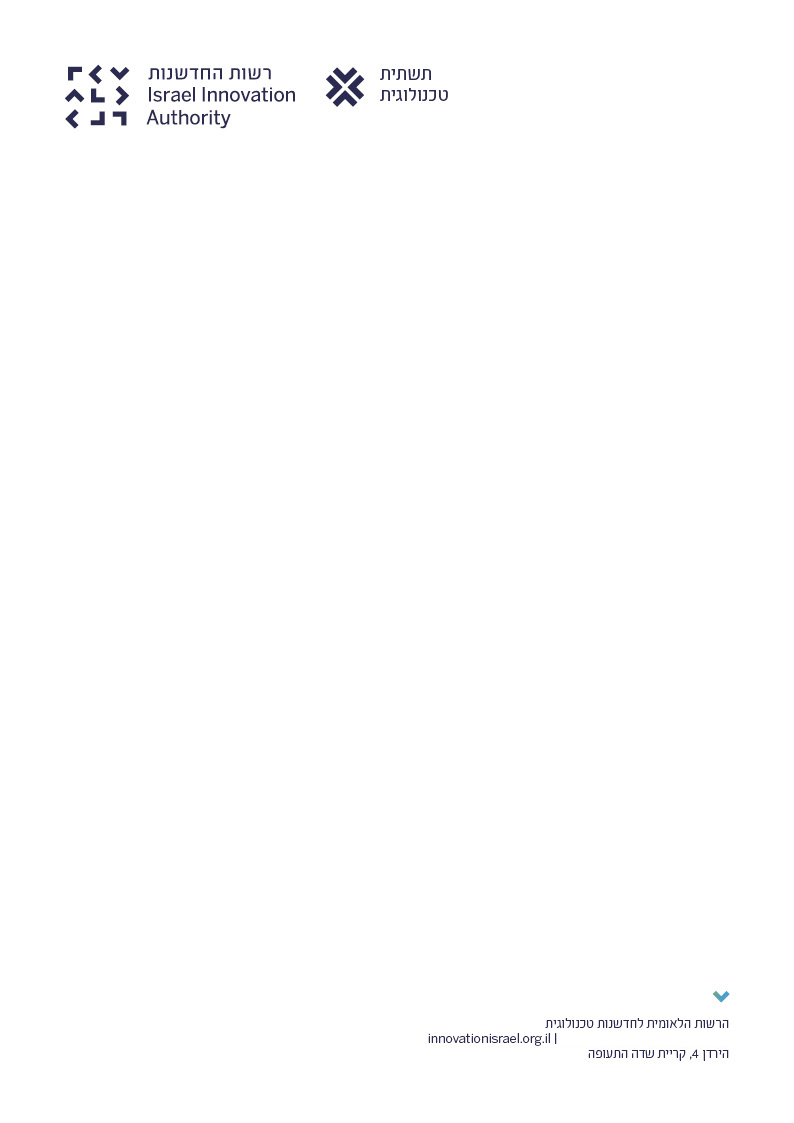 רשות החדשנות
Israel Innovation
Authority
תשתית
טכנולוגית
הרשות הלאומית לחדשנות טכנולוגית
innovationisrael.org.il |
הירדן 4, קריית שדה התעופה